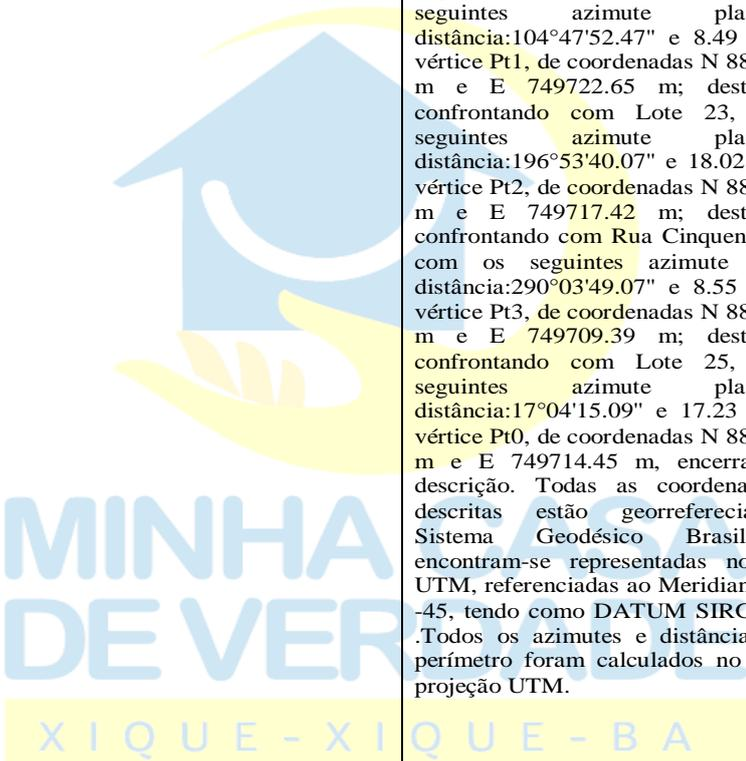 seguintes azimute pla
distância:104°47'52.47" e 8.49
vértice Pt1, de coordenadas N 88
m e E 749722.65 m; dest
confrontando com Lote 23,
seguintes azimute pla
distância:196°53'40.07" e 18.02
vértice Pt2, de coordenadas N 88
m e E 749717.42 m; dest
confrontando com Rua Cinquen
com os seguintes azimute
distância:290°03'49.07" e 8.55
vértice Pt3, de coordenadas N 88
m e E 749709.39 m; dest
confrontando com Lote 25,
seguintes azimute pla
distância:17°04'15.09" e 17.23
vértice Pt0, de coordenadas N 88
m e E 749714.45 m, encerra
descrição. Todas as coordena
descritas estão georreferecia
Sistema Geodésico Brasil
encontram-se representadas no
UTM, referenciadas ao Meridian
-45, tendo como DATUM SIRG
.Todos os azimutes e distância
perímetro foram calculados no
projeção UTM.
MINHA CASA
DE VERDADE
XIQUE-XIQUE-BA